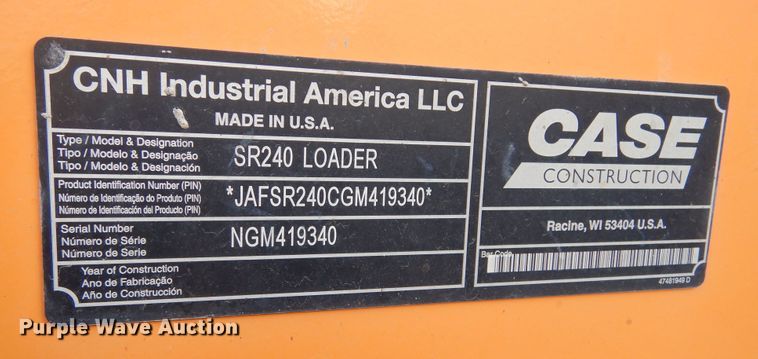 CNH Industrial America LLC
MADE IN U.S.A.
Type / Model & Designation
Tipo / Modelo & Designação
Tipo / Modelo & Designación
SR240 LOADER
Product Identification Number (PIN)
Número de Identificação do Produto (PIN)
Número de Identificación del Producto (PIN)
*JAFSR240CGM419340*
Serial Number
Número de Série
Número de Serie
NGM419340
Year of Construction
Ano de Fabricação
Año de Construcción
CASE
CONSTRUCTION
Racine, WI 53404 U.S.A.
Bar Code
47481949 D
Purple Wave Auction